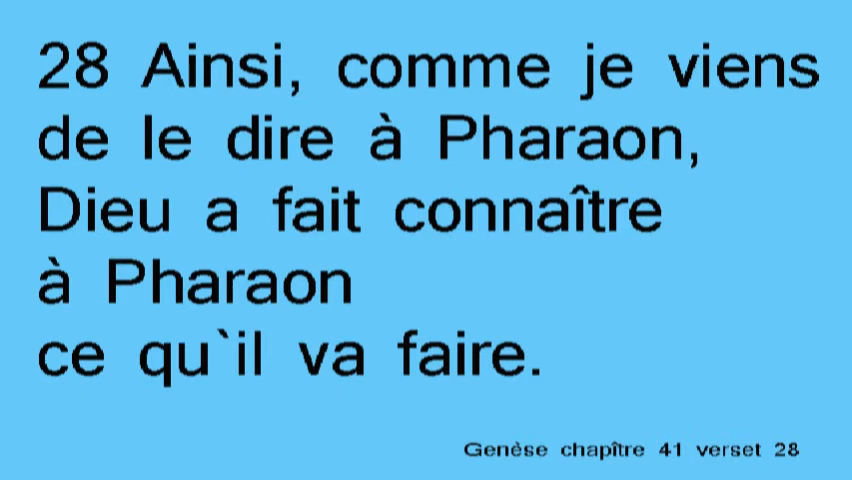 28 Ainsi, comme je viens
de le dire à Pharaon,
Dieu a fait connaître
à Pharaon
ce qu`il va faire.
Genèse chapître 41 verset 28